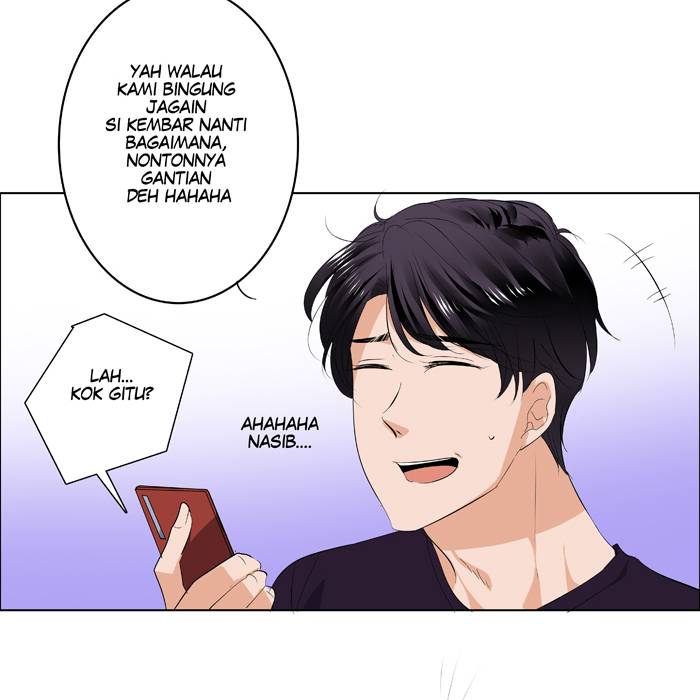 YAH WALAU
KAMI BINGUNG
JAGAIN
SI KEMBAR NANTI
BAGAIMANA,
NONTONNYA
GANTIAN
DEH HAHAHA
LAH...
KOK GITU?
AHAHAHA
NASIB....